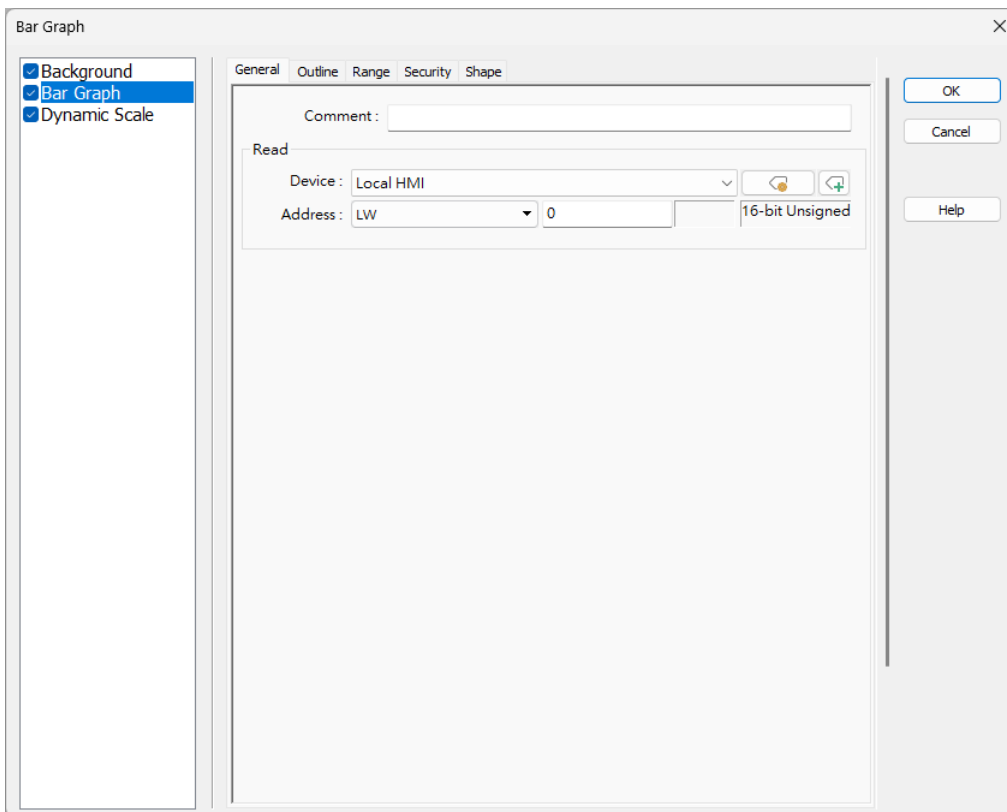 Bar Graph
Background
Bar Graph
Dynamic Scale
General Outline Range Security Shape
Comment :
Read
Device : Local HMI
Address : LW 0 16-bit Unsigned
OK
Cancel
Help